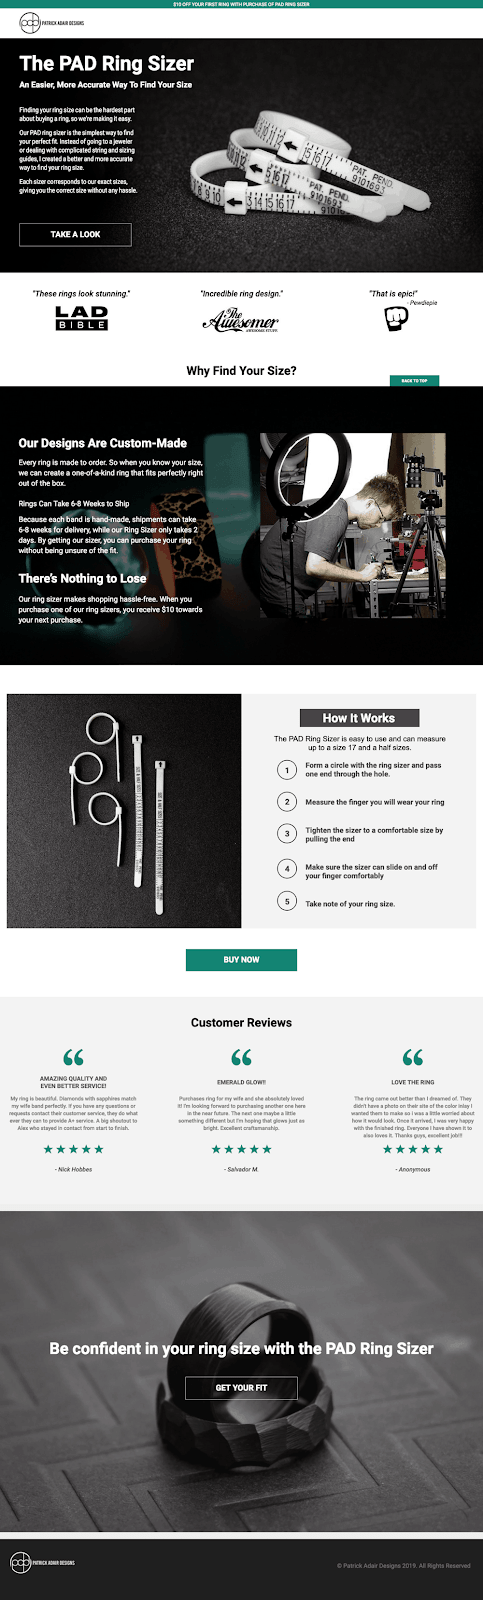 $10 OFF YOUR FIRST RING WITH PURCHASE OF PAD RING SIZER
pad PATRICK ADAIR DESIGNS
The PAD Ring Sizer
An Easier, More Accurate Way To Find Your Size
Finding your ring size can be the hardest part
about buying a ring, so we're making it easy.
Our PAD ring sizer is the simplest way to find
your perfect fit. Instead of going to a jeweler
or dealing with complicated string and sizing
guides, I created a better and more accurate
way to find your ring size.
Each sizer corresponds to our exact sizes,
giving you the correct size without any hassle.
TAKE A LOOK
PAT. PEND.
"These rings look stunning."
LAD
BIBLE
"Incredible ring design."
The
Awesomer
AWESOME STUFF.
"That is epic!"
- Pewdiepie
Why Find Your Size?
BACK TO TOP
Our Designs Are Custom-Made
Every ring is made to order. So when you know your size,
we can create a one-of-a-kind ring that fits perfectly right
out of the box.
Rings Can Take 6-8 Weeks to Ship
Because each band is hand-made, shipments can take
6-8 weeks for delivery, while our Ring Sizer only takes 2
days. By getting our sizer, you can purchase your ring
without being unsure of the fit.
There's Nothing to Lose
Our ring sizer makes shopping hassle-free. When you
purchase one of our ring sizers, you receive $10 towards
your next purchase.
How It Works
The PAD Ring Sizer is easy to use and can measure
up to a size 17 and a half sizes.
1 Form a circle with the ring sizer and pass
one end through the hole.
2 Measure the finger you will wear your ring
3 Tighten the sizer to a comfortable size by
pulling the end
4 Make sure the sizer can slide on and off
your finger comfortably
5 Take note of your ring size.
BUY NOW
Customer Reviews
AMAZING QUALITY AND
EVEN BETTER SERVICE!
My ring is beautiful. Diamonds with sapphires match
my wife band perfectly. If you have any questions or
requests contact their customer service, they do what
ever they can to provide A+ service. A big shoutout to
Alex who stayed in contact from start to finish.
- Nick Hobbes
EMERALD GLOW!!
Purchases ring for my wife and she absolutely loved
it! I'm looking forward to purchasing another one here
in the near future. The next one maybe a little
something different but I'm hoping that glows just as
bright. Excellent craftsmanship.
- Salvador M.
LOVE THE RING
The ring came out better than I dreamed of. They
didn't have a photo on their site of the color inlay I
wanted them to make so I was a little worried about
how it would look. Once it arrived, I was very happy
with the finished ring. Everyone I have shown it to
also loves it. Thanks guys, excellent job!!!
- Anonymous
Be confident in your ring size with the PAD Ring Sizer
GET YOUR FIT
pad PATRICK ADAIR DESIGNS
© Patrick Adair Designs 2019. All Rights Reserved